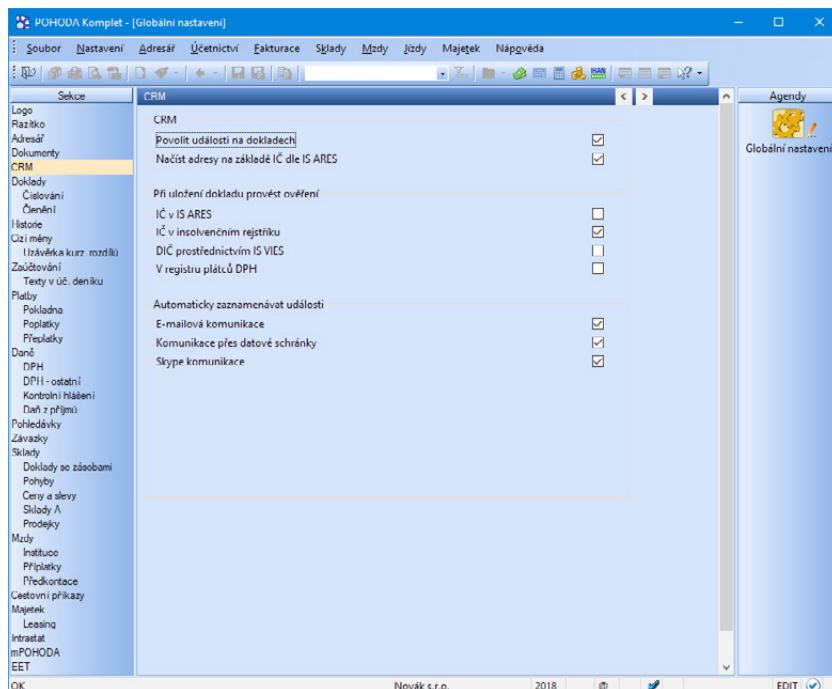 POHODA Komplet - [Globální nastavení]
Soubor Nastavení Adresář Účetnictví Fakturace Sklady Mzdy Jízdy Majetek Nápověda
Sekce
Logo
Razítko
Adresář
Dokumenty
CRM
Doklady
Číslování
Členění
Historie
Cizí měny
Uzávěrka kurz. rozdílů
Zaúčtování
Texty v úč. deníku
Platby
Pokladna
Poplatky
Přeplatky
Daně
DPH
DPH - ostatní
Kontrolní hlášení
Daň z příjmů
Pohledávky
Závazky
Sklady
Doklady se zásobami
Pohyby
Ceny a slevy
Sklady A
Prodejky
Mzdy
Instituce
Příplatky
Předkontace
Cestovní příkazy
Majetek
Leasing
Intrastat
mPOHODA
EET
CRM
CRM
Povolit události na dokladech
Načíst adresy na základě IČ dle IS ARES
Při uložení dokladu provést ověření
IČ v IS ARES
IČ v insolvenčním rejstříku
DIČ prostřednictvím IS VIES
V registru plátců DPH
Automaticky zaznamenávat události
E-mailová komunikace
Komunikace přes datové schránky
Skype komunikace
Agendy
Globální nastavení
OK Novák s.r.o. 2018 @ EDIT